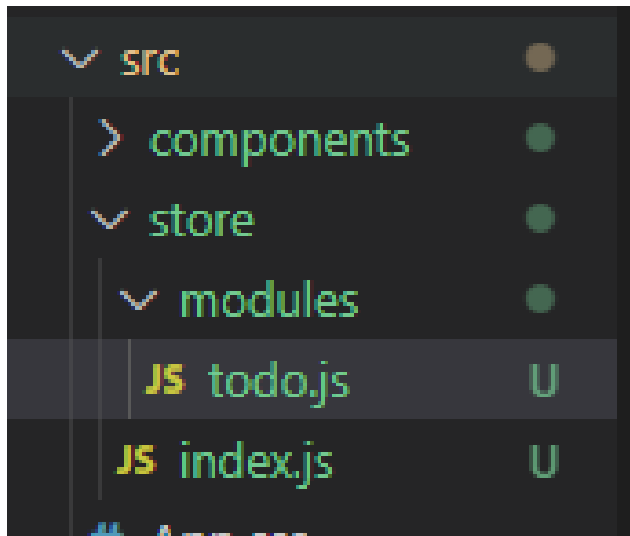 src
components
store
modules
JS todo.js U
JS index.js U